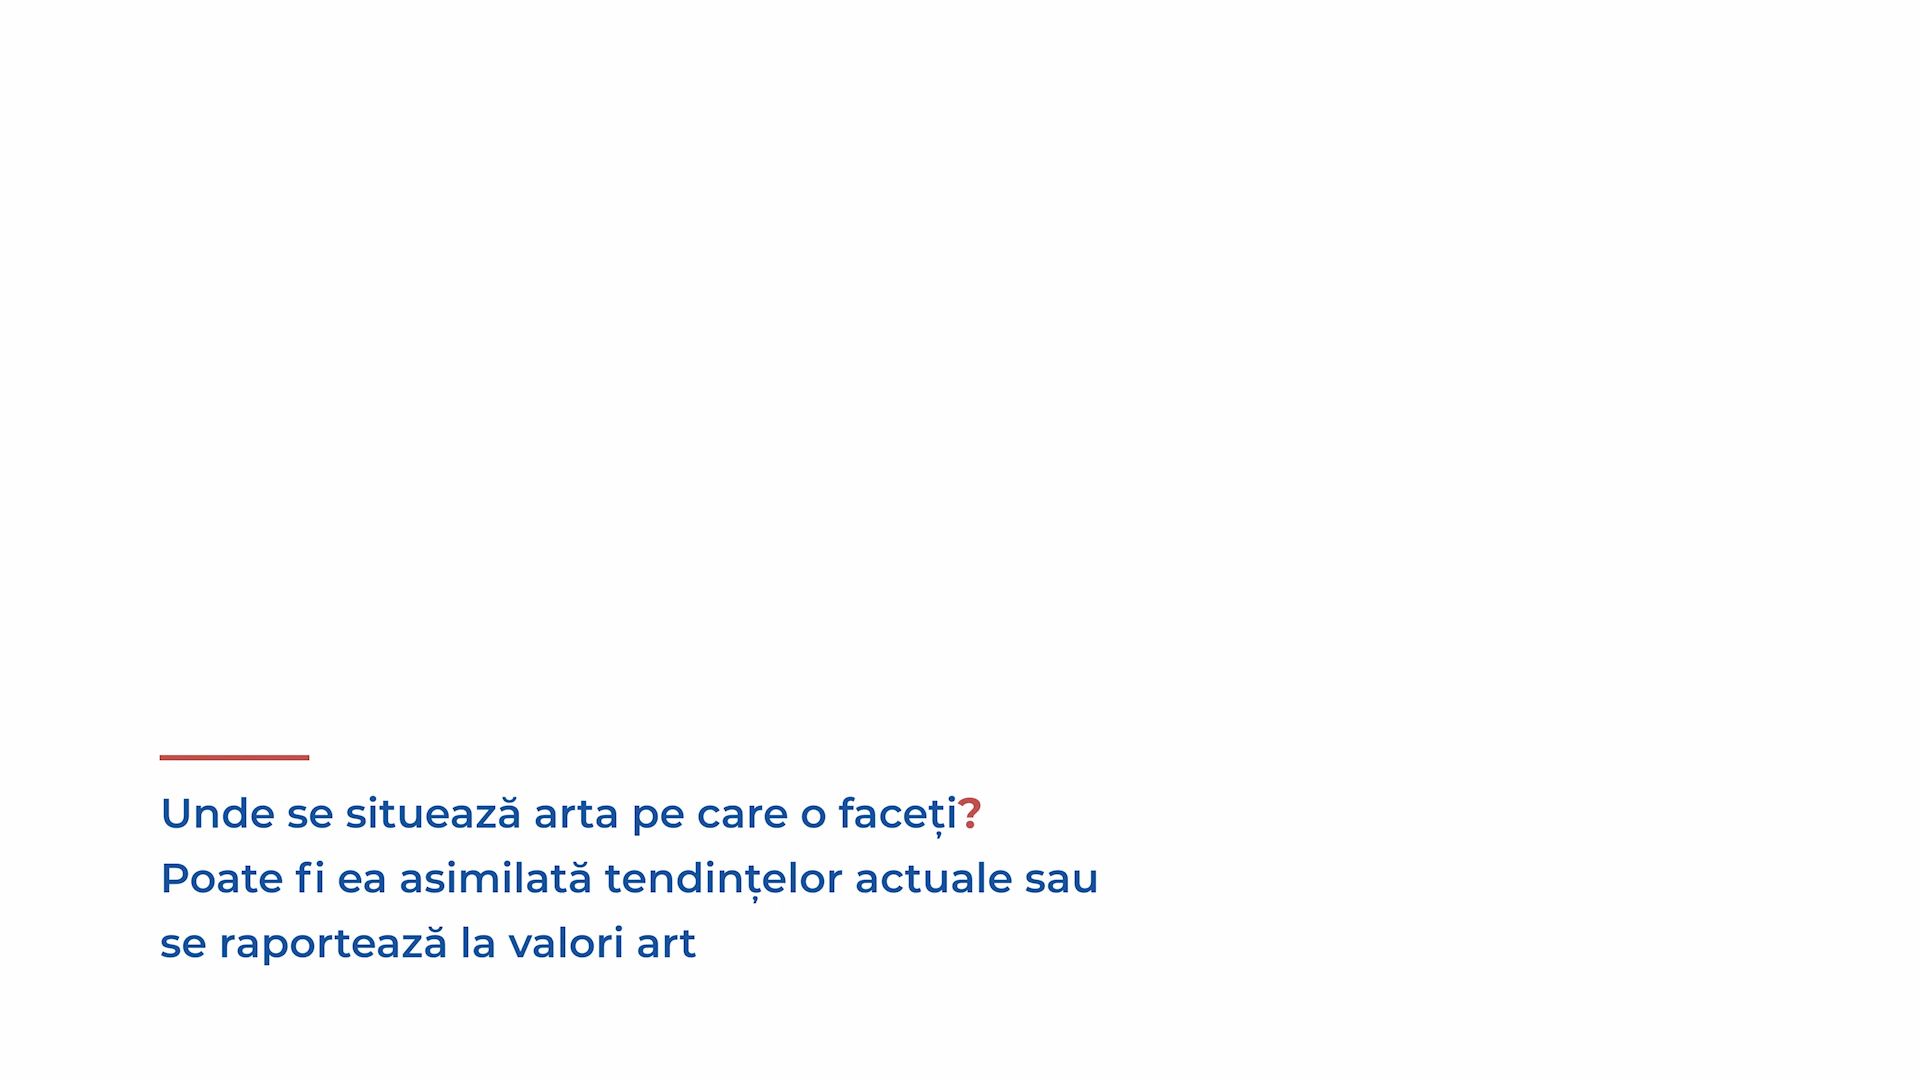 Unde se situează arta pe care o faceți?
Poate fi ea asimilată tendințelor actuale sau
se raportează la valori art